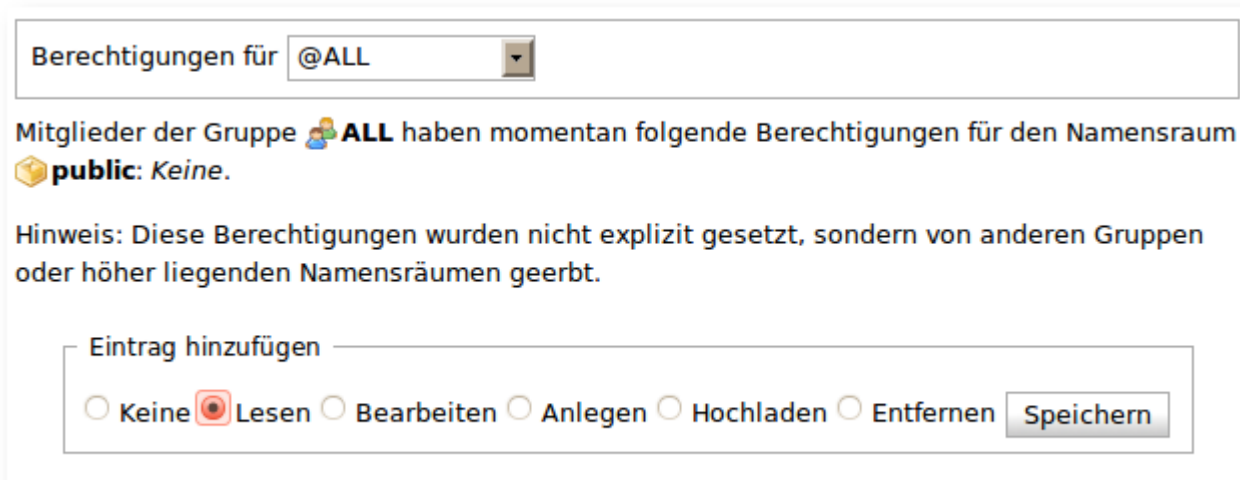 Berechtigungen für @ALL
Mitglieder der Gruppe ALL haben momentan folgende Berechtigungen für den Namensraum
public: Keine.
Hinweis: Diese Berechtigungen wurden nicht explizit gesetzt, sondern von anderen Gruppen
oder höher liegenden Namensräumen geerbt.
Eintrag hinzufügen
Keine Lesen Bearbeiten Anlegen Hochladen Entfernen Speichern